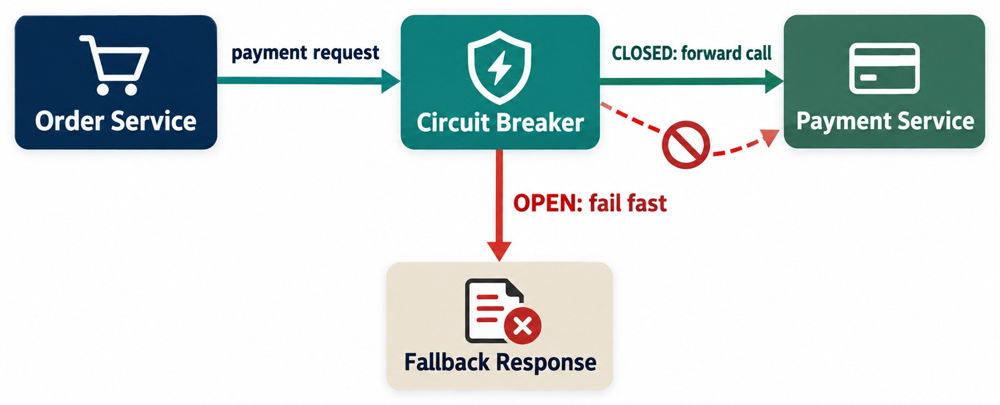 payment request
CLOSED: forward call
Order Service
Circuit Breaker
Payment Service
OPEN: fail fast
Fallback Response